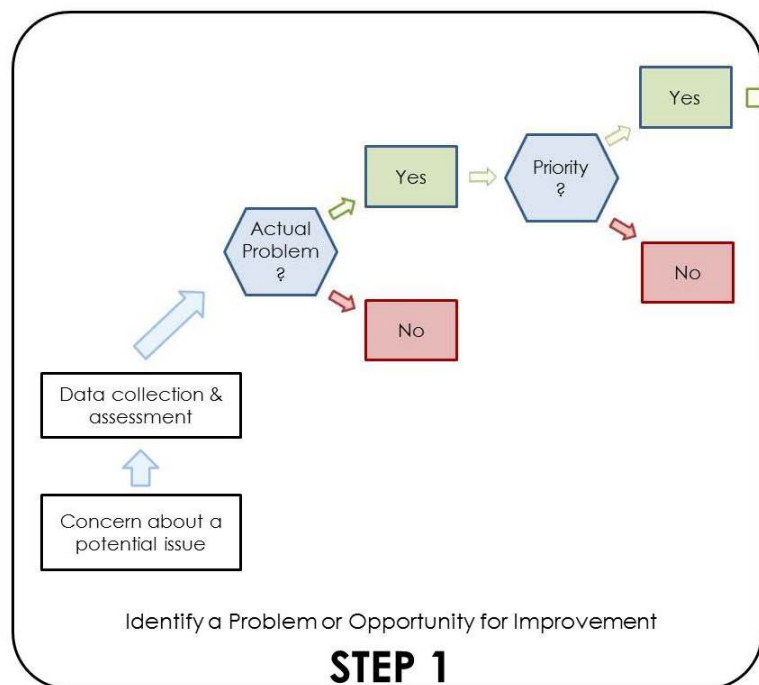 Yes
Yes
Priority
?
Actual
Problem
?
No
No
Data collection &
assessment
Concern about a
potential issue
Identify a Problem or Opportunity for Improvement
STEP 1